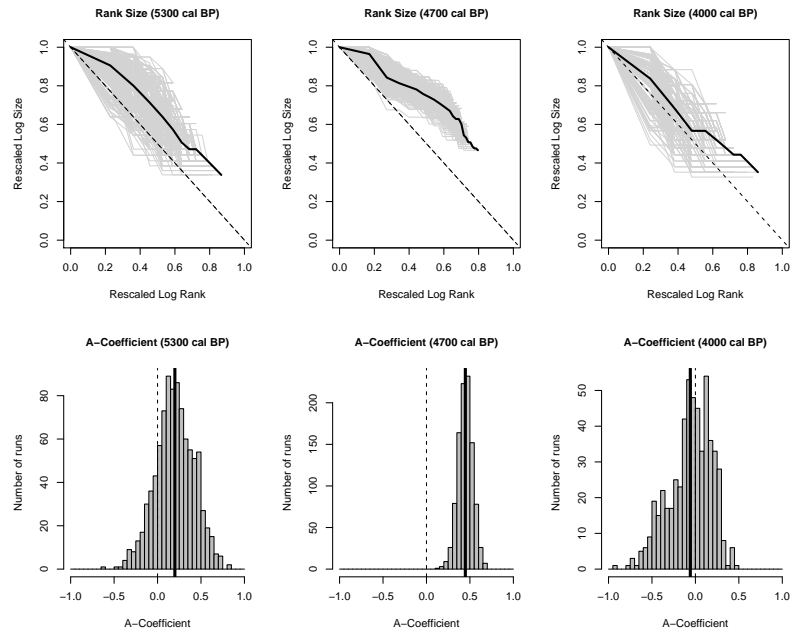 Rank Size (5300 cal BP)
Rescaled Log Size
0.0 0.2 0.4 0.6 0.8 1.0
0.0 0.2 0.4 0.6 0.8 1.0
Rescaled Log Rank
Rank Size (4700 cal BP)
Rescaled Log Size
0.0 0.2 0.4 0.6 0.8 1.0
0.0 0.2 0.4 0.6 0.8 1.0
Rescaled Log Rank
Rank Size (4000 cal BP)
Rescaled Log Size
0.0 0.2 0.4 0.6 0.8 1.0
0.0 0.2 0.4 0.6 0.8 1.0
Rescaled Log Rank
A−Coefficient (5300 cal BP)
Number of runs
0 20 40 60 80
−1.0 −0.5 0.0 0.5 1.0
A−Coefficient
A−Coefficient (4700 cal BP)
Number of runs
0 50 100 150 200
−1.0 −0.5 0.0 0.5 1.0
A−Coefficient
A−Coefficient (4000 cal BP)
Number of runs
0 10 20 30 40 50
−1.0 −0.5 0.0 0.5 1.0
A−Coefficient